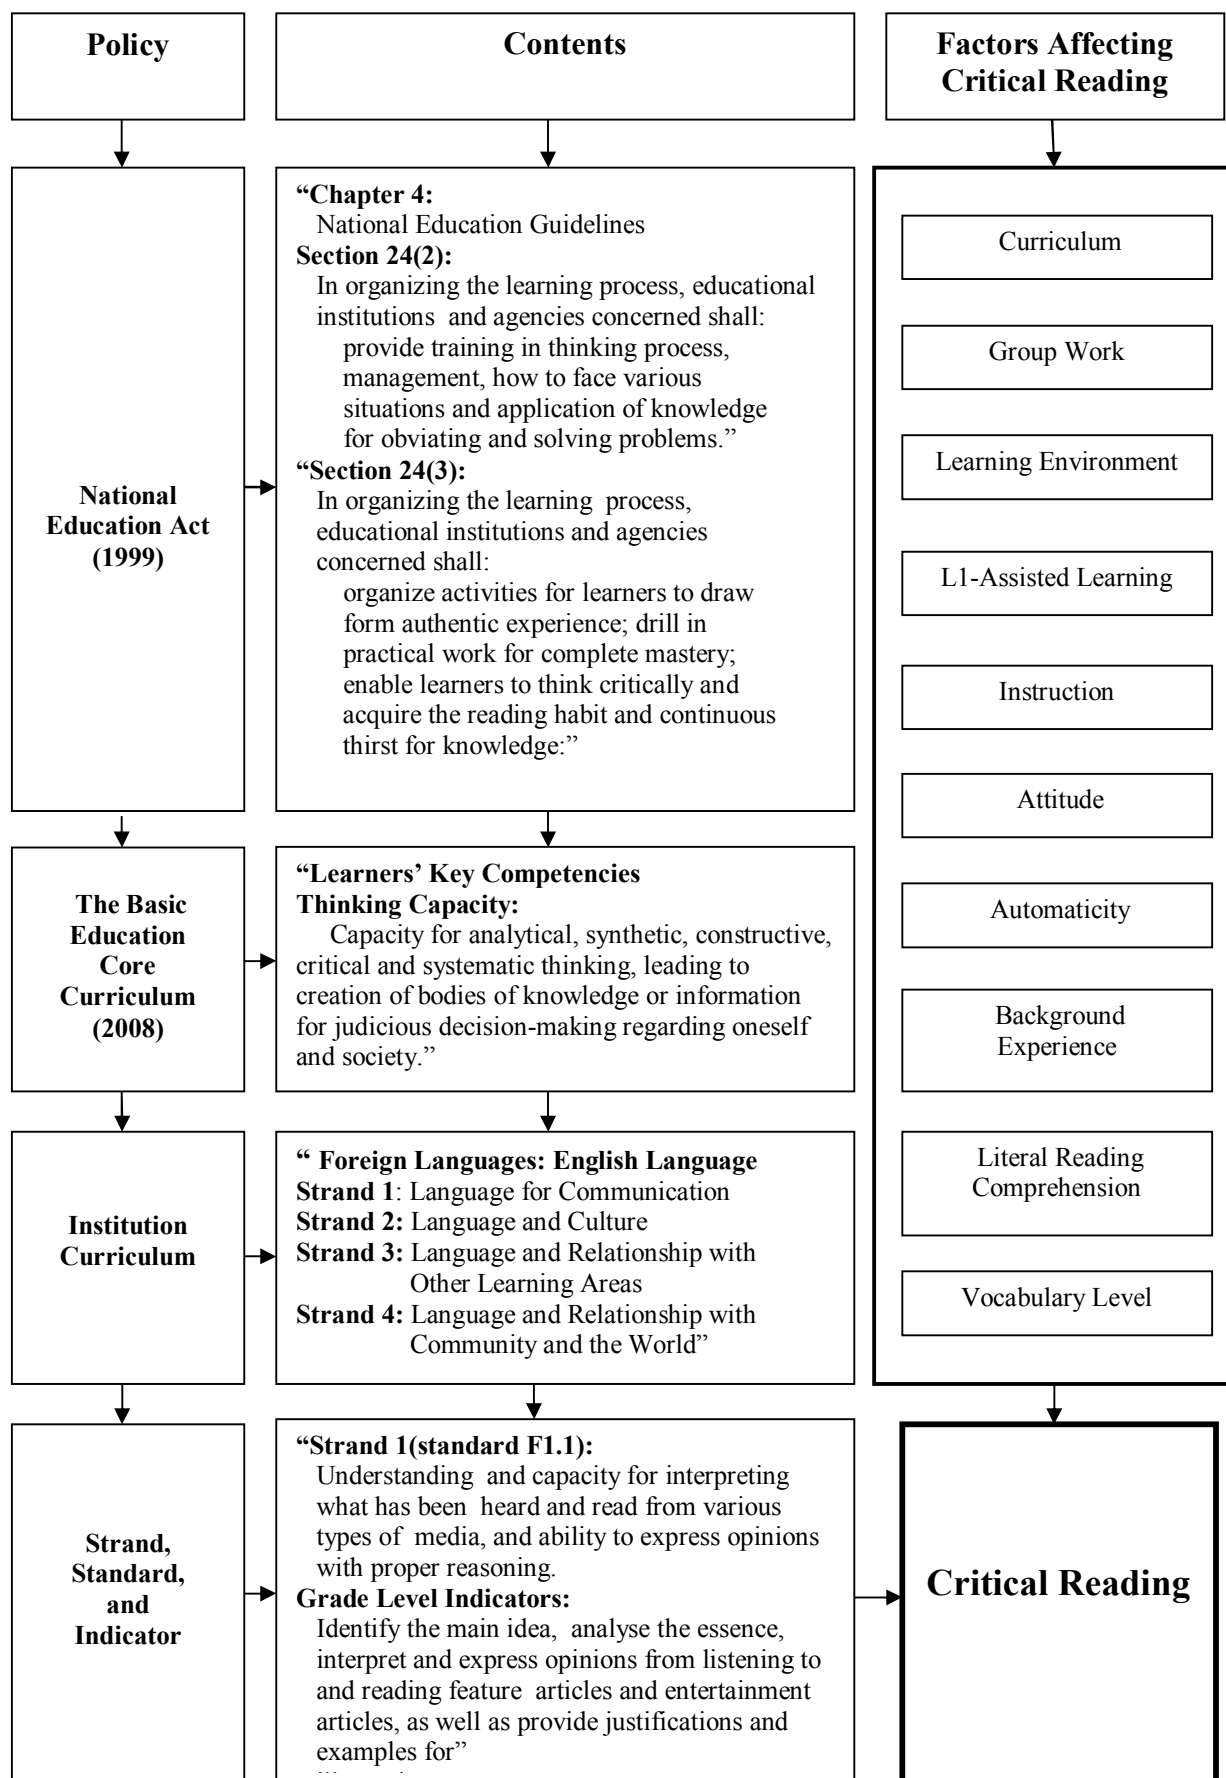 Policy
Contents
Factors Affecting
Critical Reading
National
Education Act
(1999)
“Chapter 4:
National Education Guidelines
Section 24(2):
In organizing the learning process, educational
institutions and agencies concerned shall:
provide training in thinking process,
management, how to face various
situations and application of knowledge
for obviating and solving problems.”
“Section 24(3):
In organizing the learning process,
educational institutions and agencies
concerned shall:
organize activities for learners to draw
form authentic experience; drill in
practical work for complete mastery;
enable learners to think critically and
acquire the reading habit and continuous
thirst for knowledge:”
The Basic
Education
Core
Curriculum
(2008)
“Learners’ Key Competencies
Thinking Capacity:
Capacity for analytical, synthetic, constructive,
critical and systematic thinking, leading to
creation of bodies of knowledge or information
for judicious decision-making regarding oneself
and society.”
Institution
Curriculum
“ Foreign Languages: English Language
Strand 1: Language for Communication
Strand 2: Language and Culture
Strand 3: Language and Relationship with
Other Learning Areas
Strand 4: Language and Relationship with
Community and the World”
Strand,
Standard,
and
Indicator
“Strand 1(standard F1.1):
Understanding and capacity for interpreting
what has been heard and read from various
types of media, and ability to express opinions
with proper reasoning.
Grade Level Indicators:
Identify the main idea, analyse the essence,
interpret and express opinions from listening to
and reading feature articles and entertainment
articles, as well as provide justifications and
examples for”
Curriculum
Group Work
Learning Environment
L1-Assisted Learning
Instruction
Attitude
Automaticity
Background
Experience
Literal Reading
Comprehension
Vocabulary Level
Critical Reading